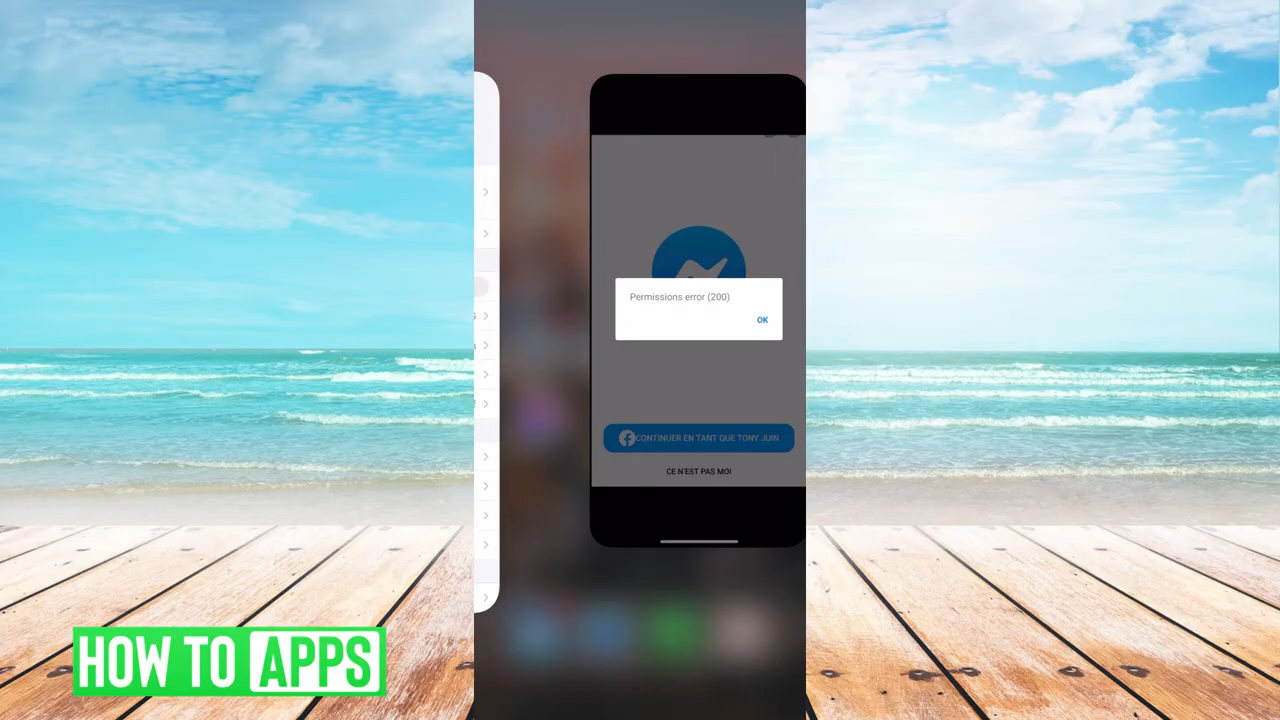 Permissions error (200)
OK
CONTINUER EN TANT QUE TONY JUIN
CE N'EST PAS MOI
HOW TO APPS